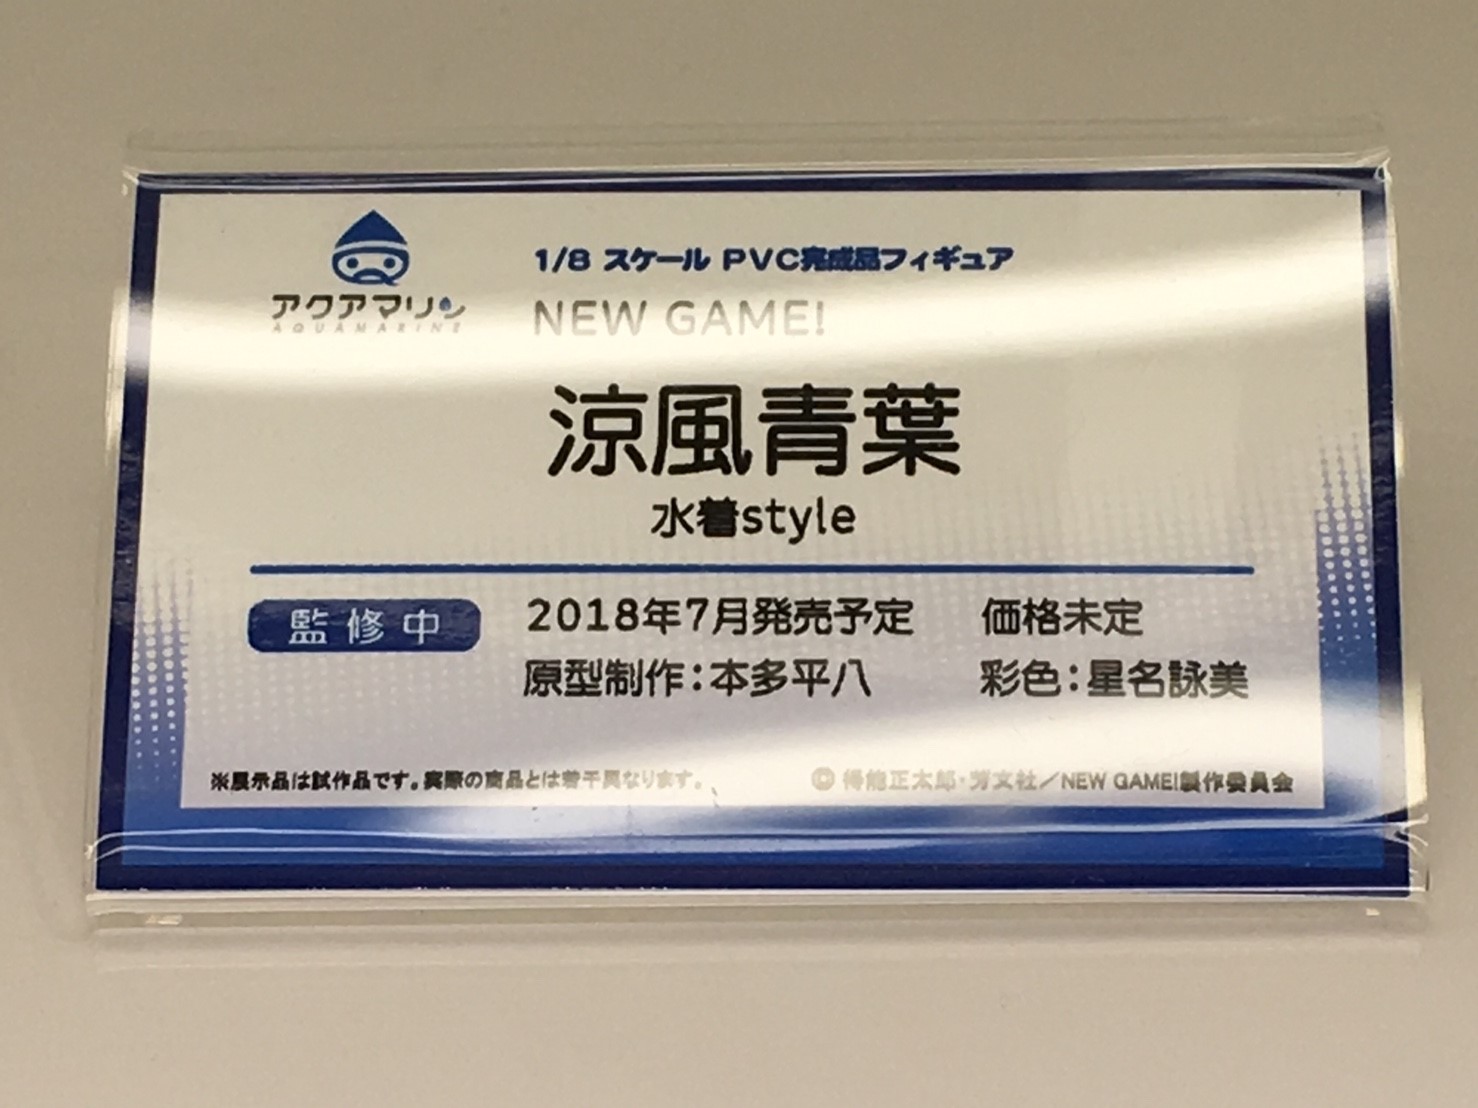 アクアマリン
AQUAMARINE
1/8 スケール PVC完成品フィギュア
NEW GAME!
涼風青葉
水着style
監修中
2018年7月発売予定 価格未定
原型制作：本多平八 彩色：星名詠美
※展示品は試作品です。実際の商品とは若干異なります。
© 得能正太郎・芳文社／NEW GAME!製作委員会